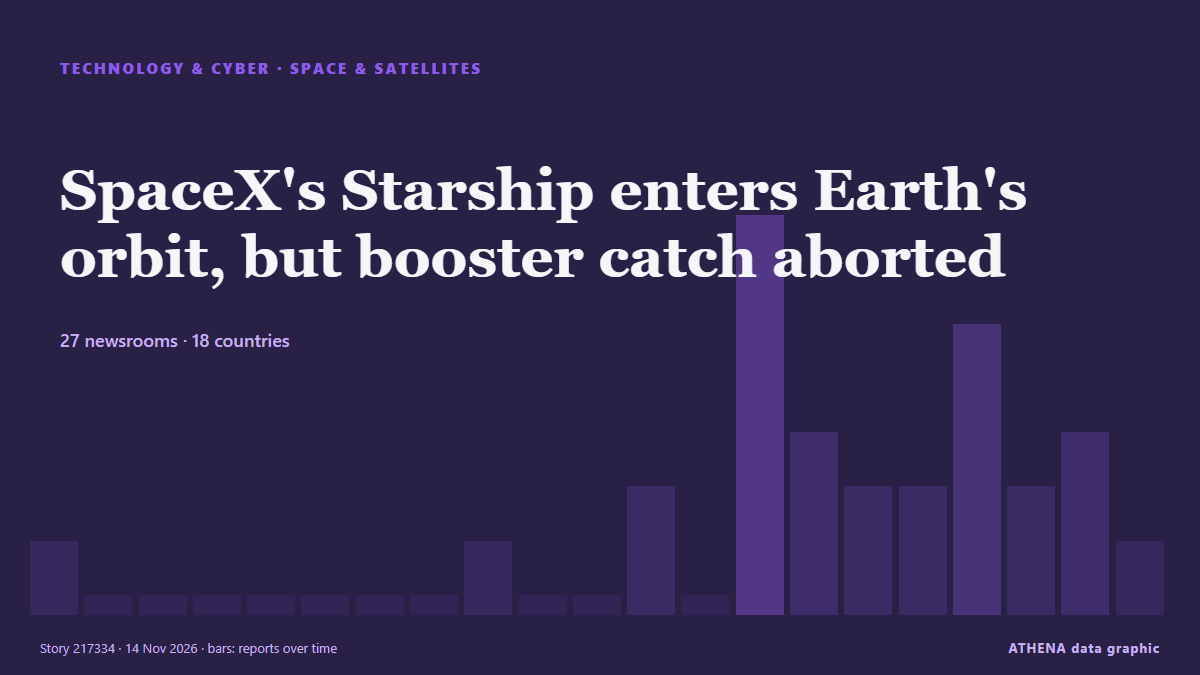 TECHNOLOGY & CYBER · SPACE & SATELLITES
SpaceX's Starship enters Earth's
orbit, but booster catch aborted
27 newsrooms · 18 countries
Story 217334 · 14 Nov 2026 · bars: reports over time
ATHENA data graphic